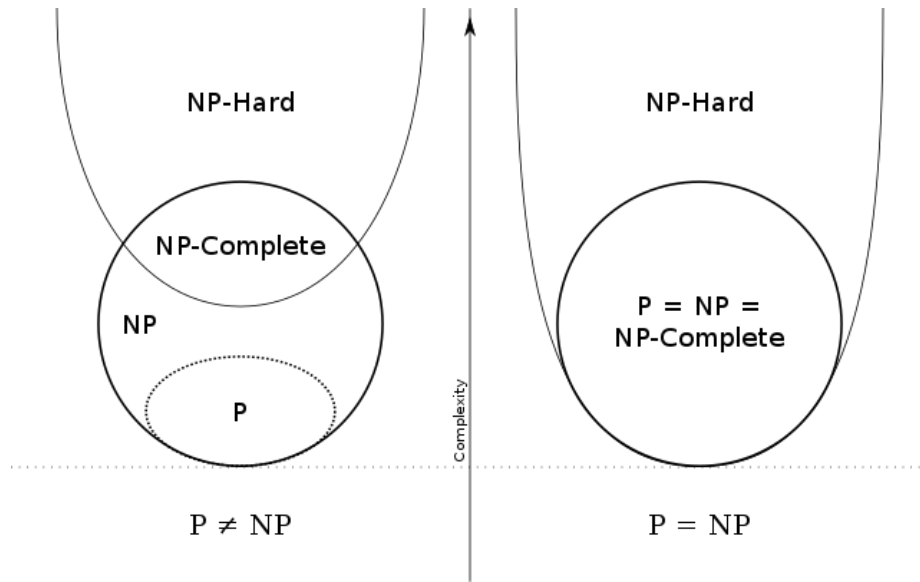 NP-Hard
NP-Complete
NP
P
P ≠ NP
Complexity
NP-Hard
P = NP =
NP-Complete
P = NP